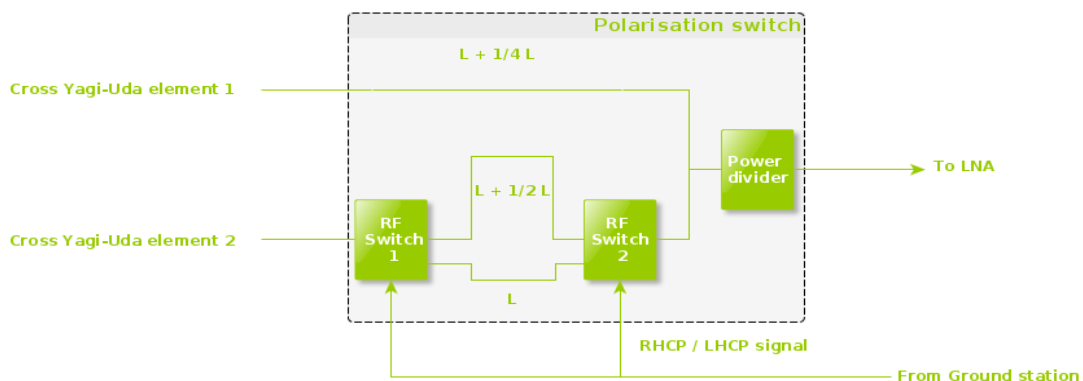 Polarisation switch
L + 1/4 L
Cross Yagi-Uda element 1
Power
divider
To LNA
L + 1/2 L
Cross Yagi-Uda element 2
RF
Switch
1
RF
Switch
2
L
RHCP / LHCP signal
From Ground station